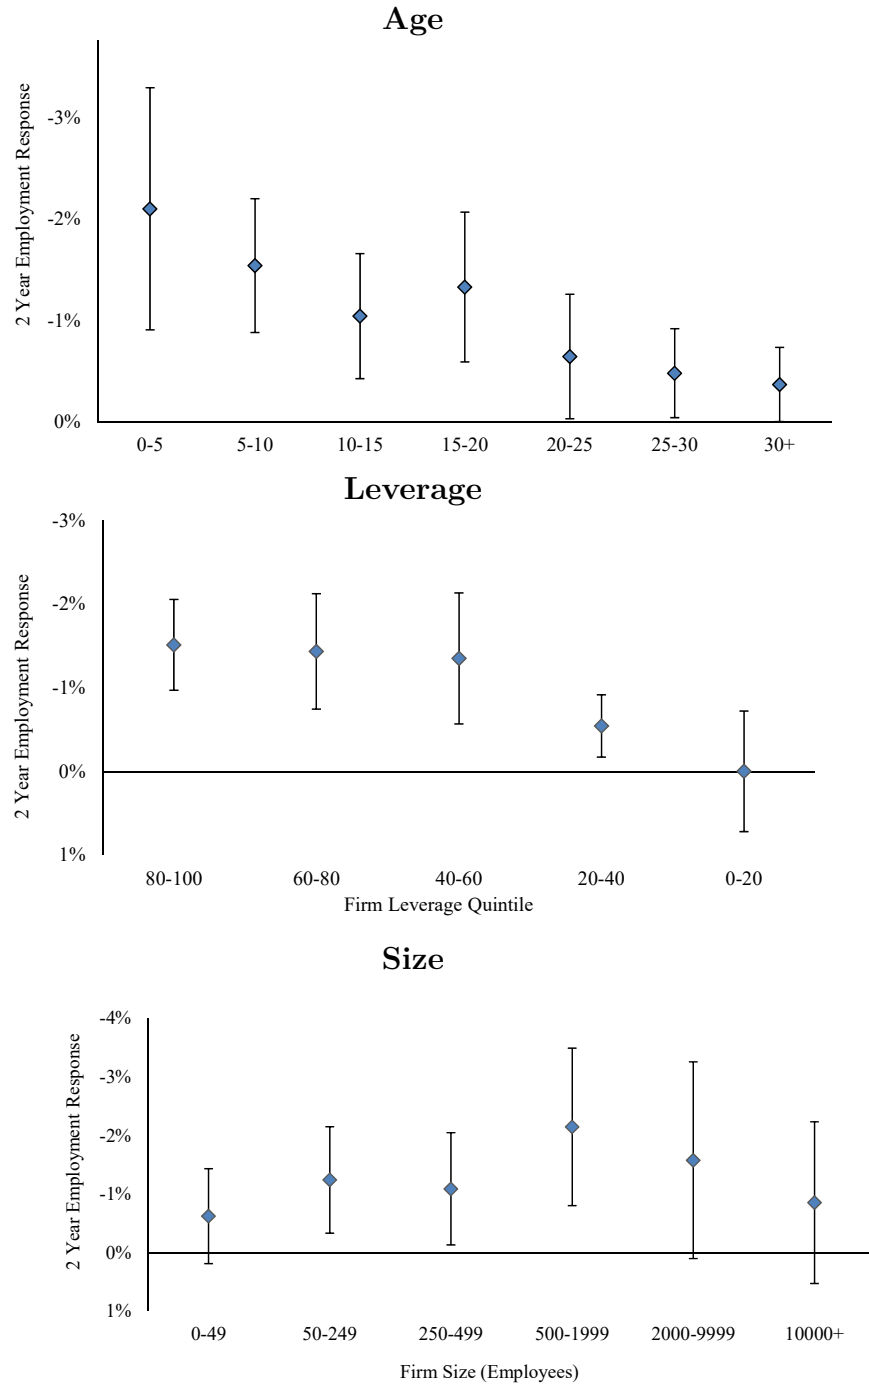 Age
2 Year Employment Response
-3%
-2%
-1%
0%
0-5 5-10 10-15 15-20 20-25 25-30 30+
Leverage
2 Year Employment Response
-3%
-2%
-1%
0%
1%
80-100 60-80 40-60 20-40 0-20
Firm Leverage Quintile
Size
2 Year Employment Response
-4%
-3%
-2%
-1%
0%
1%
0-49 50-249 250-499 500-1999 2000-9999 10000+
Firm Size (Employees)